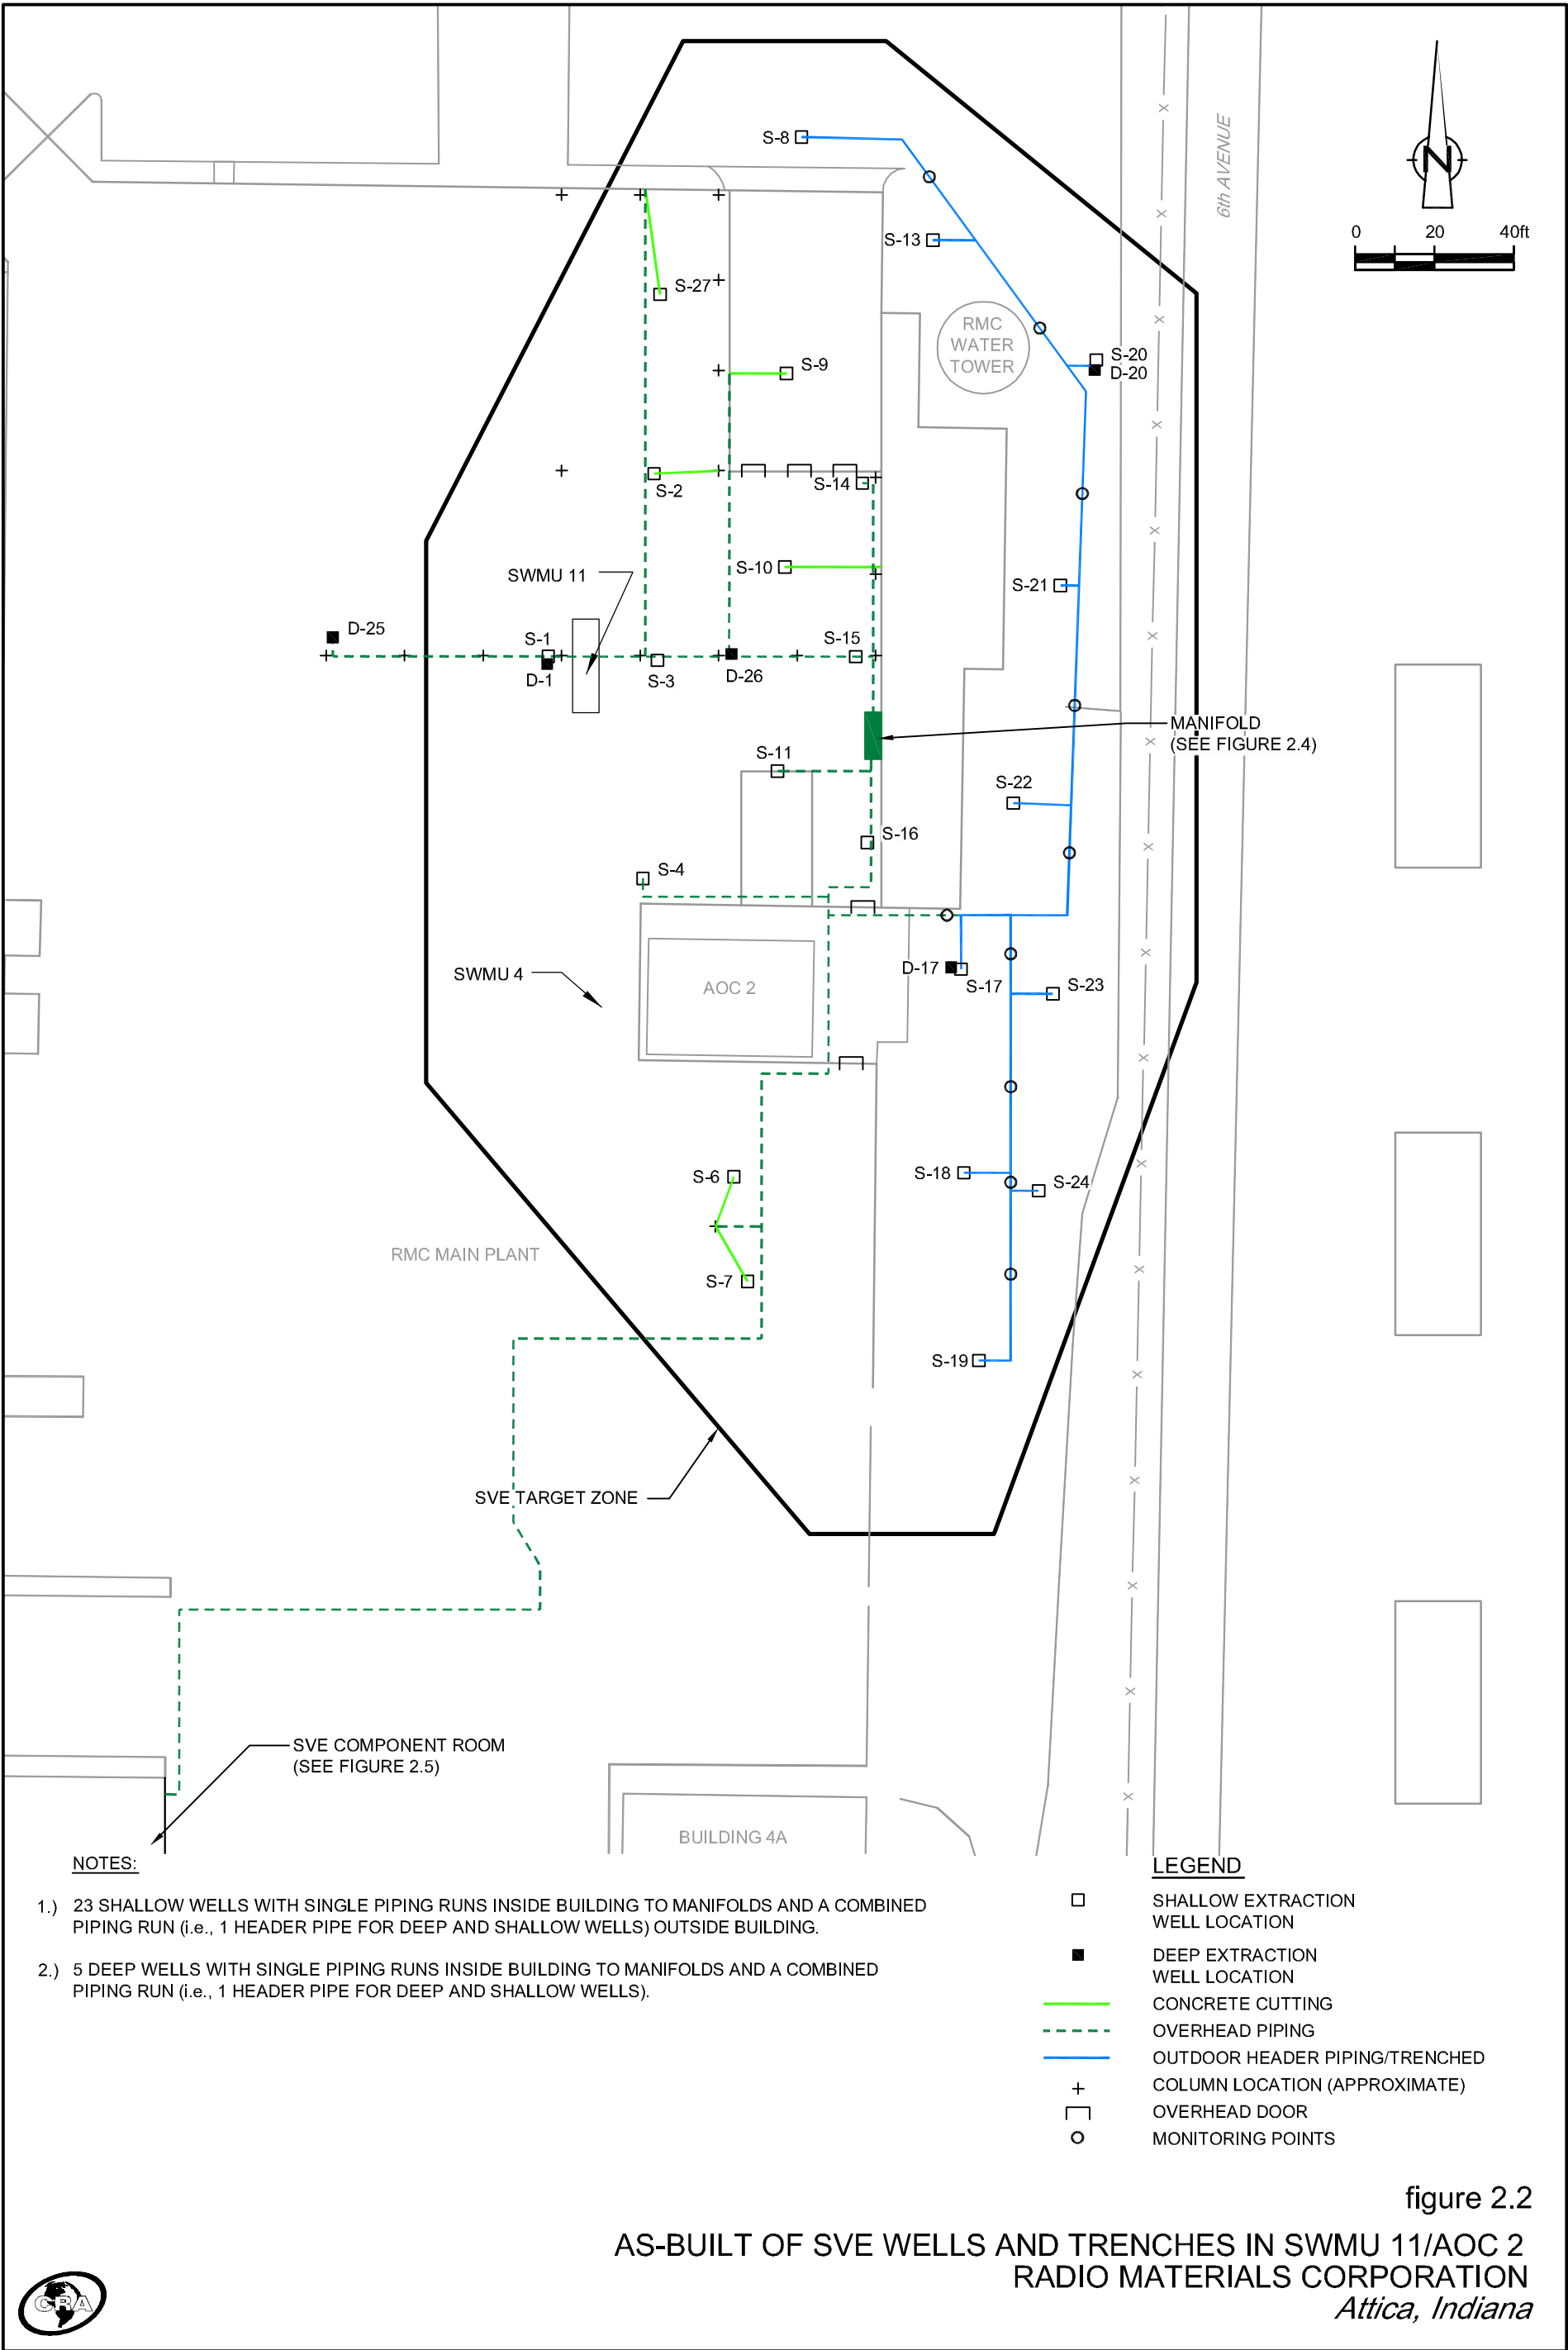 S-8
6th AVENUE
N
0 20 40ft
S-13
S-27
RMC
WATER
TOWER
S-20
D-20
S-9
S-2
S-14
S-10
SWMU 11
S-21
D-25
S-1
S-15
D-1
S-3
D-26
MANIFOLD
(SEE FIGURE 2.4)
S-11
S-22
S-16
S-4
SWMU 4
AOC 2
D-17
S-17
S-23
S-6
S-18
S-24
RMC MAIN PLANT
S-7
S-19
SVE TARGET ZONE
SVE COMPONENT ROOM
(SEE FIGURE 2.5)
BUILDING 4A
NOTES:
1.) 23 SHALLOW WELLS WITH SINGLE PIPING RUNS INSIDE BUILDING TO MANIFOLDS AND A COMBINED
PIPING RUN (i.e., 1 HEADER PIPE FOR DEEP AND SHALLOW WELLS) OUTSIDE BUILDING.
2.) 5 DEEP WELLS WITH SINGLE PIPING RUNS INSIDE BUILDING TO MANIFOLDS AND A COMBINED
PIPING RUN (i.e., 1 HEADER PIPE FOR DEEP AND SHALLOW WELLS).
LEGEND
SHALLOW EXTRACTION
WELL LOCATION
DEEP EXTRACTION
WELL LOCATION
CONCRETE CUTTING
OVERHEAD PIPING
OUTDOOR HEADER PIPING/TRENCHED
COLUMN LOCATION (APPROXIMATE)
OVERHEAD DOOR
MONITORING POINTS
figure 2.2
AS-BUILT OF SVE WELLS AND TRENCHES IN SWMU 11/AOC 2
RADIO MATERIALS CORPORATION
Attica, Indiana
CRA